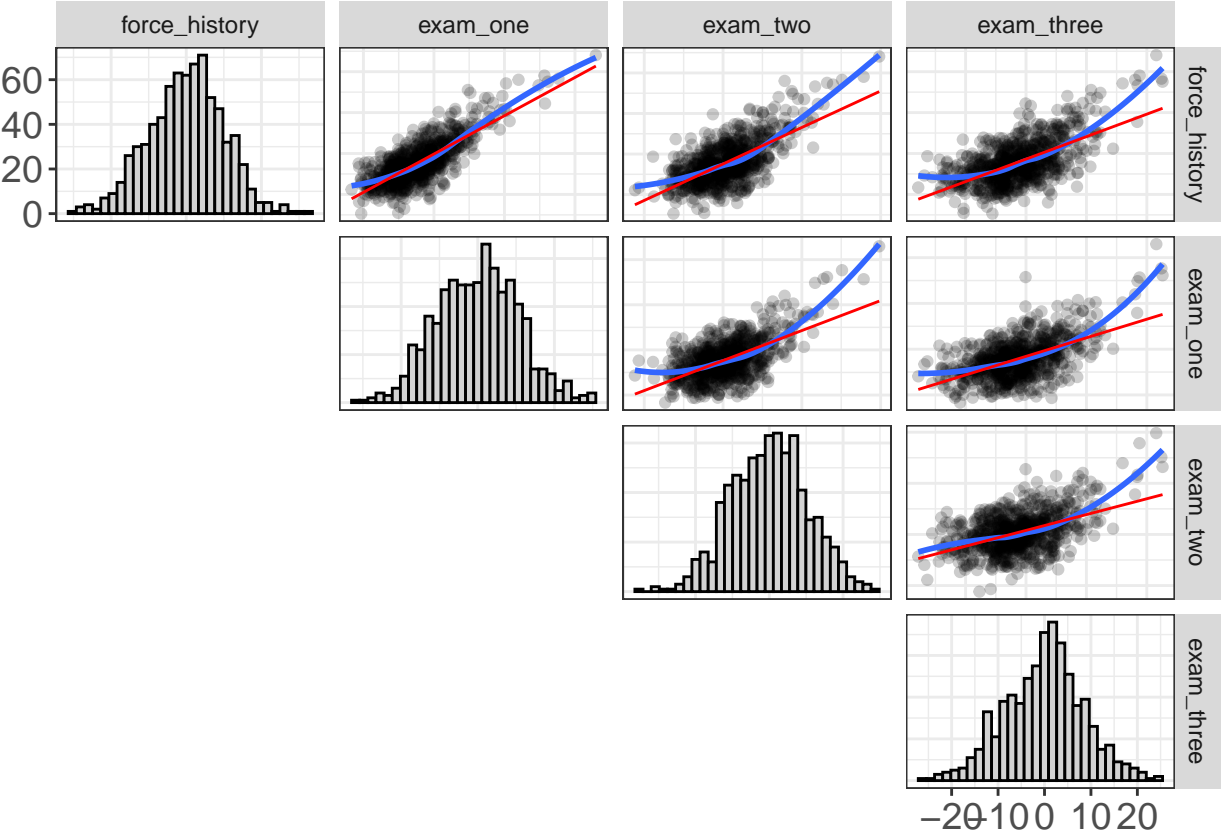 force_history
exam_one
exam_two
exam_three
60
40
20
0
force_history
exam_one
exam_two
exam_three
−20 −10 0 10 20